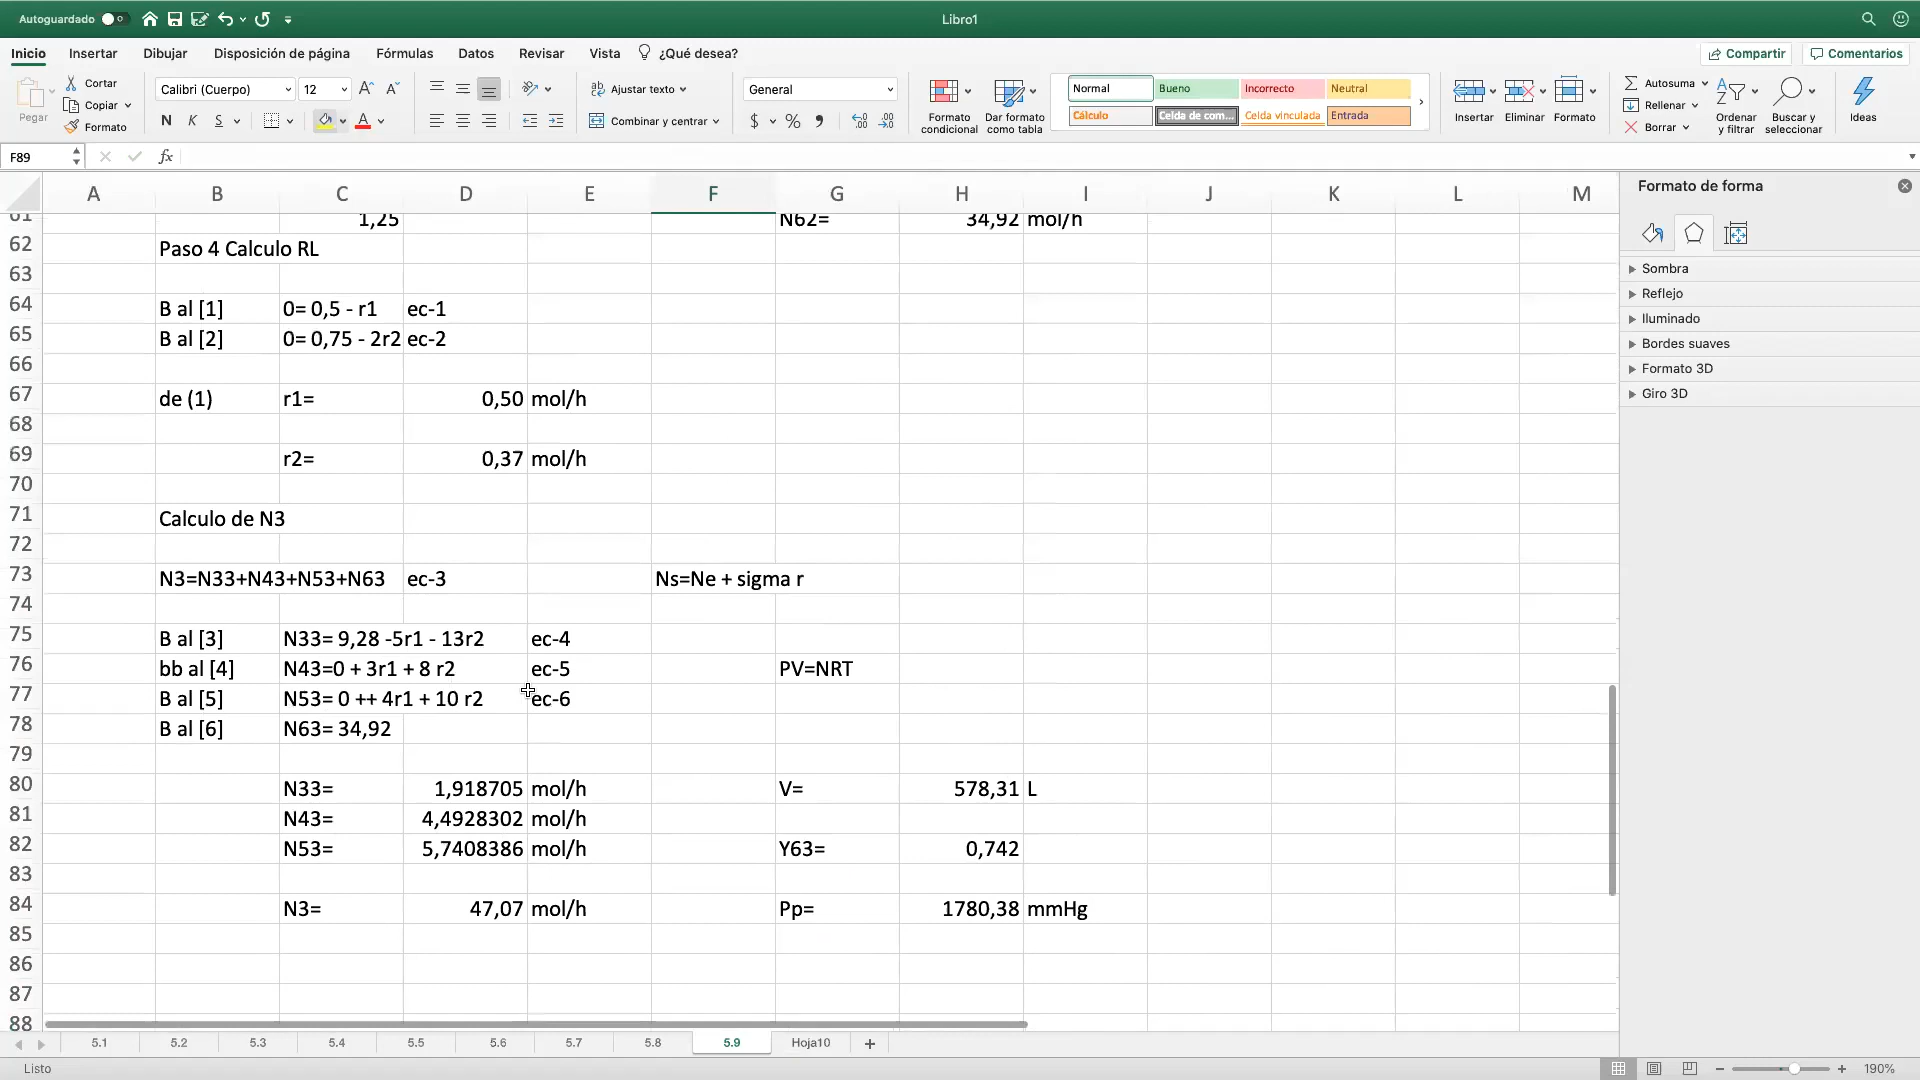 Autoguardado
Libro1
Inicio Insertar Dibujar Disposición de página Fórmulas Datos Revisar Vista ¿Qué desea? Compartir Comentarios
Pegar
Cortar
Copiar
Formato
Calibri (Cuerpo) 12
N K S
Ajustar texto
Combinar y centrar
General
$ % 
Formato condicional
Dar formato como tabla
Normal Bueno Incorrecto Neutral
Cálculo Celda de com... Celda vinculada Entrada
Insertar Eliminar Formato
Autosuma
Rellenar
Borrar
Ordenar y filtrar
Buscar y seleccionar
Ideas
F89 fx
A B C D E F G H I J K L M
61 1,25 N62= 34,92 mol/h
62 Paso 4 Calculo RL
63
64 B al [1] 0= 0,5 - r1 ec-1
65 B al [2] 0= 0,75 - 2r2 ec-2
66
67 de (1) r1= 0,50 mol/h
68
69 r2= 0,37 mol/h
70
71 Calculo de N3
72
73 N3=N33+N43+N53+N63 ec-3 Ns=Ne + sigma r
74
75 B al [3] N33= 9,28 -5r1 - 13r2 ec-4
76 bb al [4] N43=0 + 3r1 + 8 r2 ec-5 PV=NRT
77 B al [5] N53= 0 ++ 4r1 + 10 r2 ec-6
78 B al [6] N63= 34,92
79
80 N33= 1,918705 mol/h V= 578,31 L
81 N43= 4,4928302 mol/h
82 N53= 5,7408386 mol/h Y63= 0,742
83
84 N3= 47,07 mol/h Pp= 1780,38 mmHg
85
86
87
88
Formato de forma
Sombra
Reflejo
Iluminado
Bordes suaves
Formato 3D
Giro 3D
5.1 5.2 5.3 5.4 5.5 5.6 5.7 5.8 5.9 Hoja10 +
Listo 190%